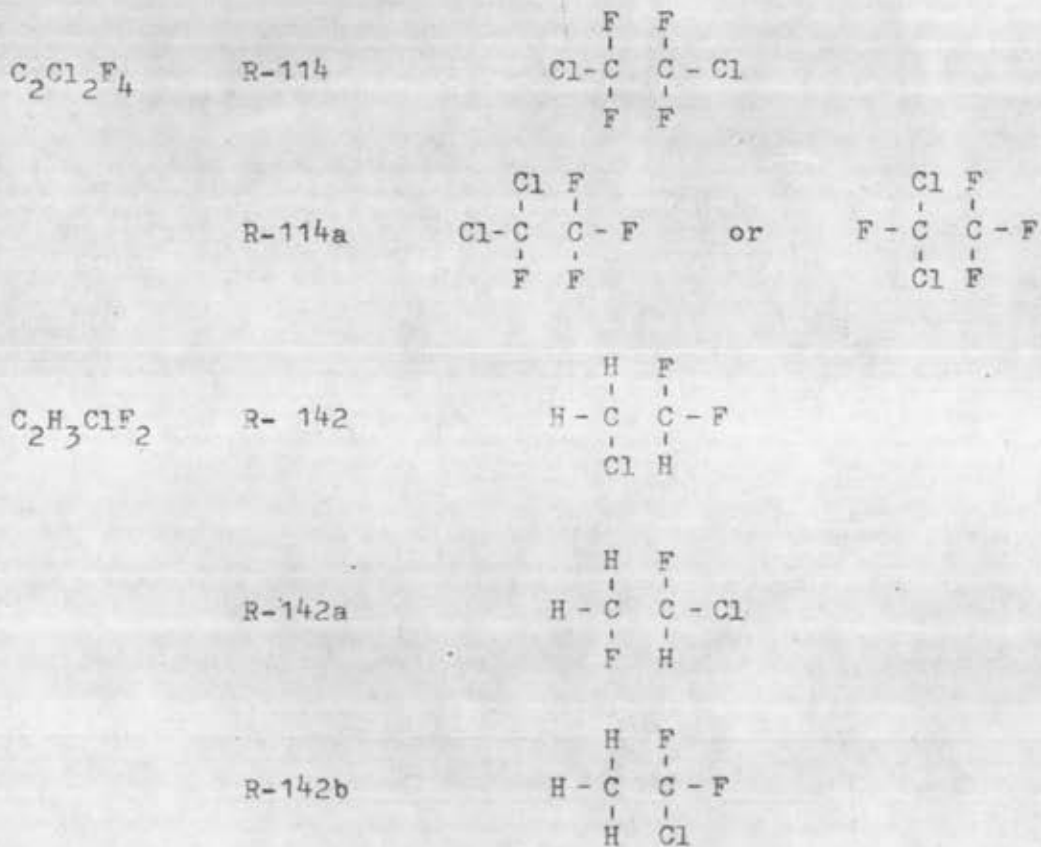 F F
C2Cl2F4 R-114 Cl-C C-Cl
F F
Cl F Cl F
R-114a Cl-C C-F or F-C C-F
F F Cl F
H F
C2H3ClF2 R- 142 H-C C-F
Cl H
H F
R-142a H-C C-Cl
F H
H F
R-142b H-C C-F
H Cl